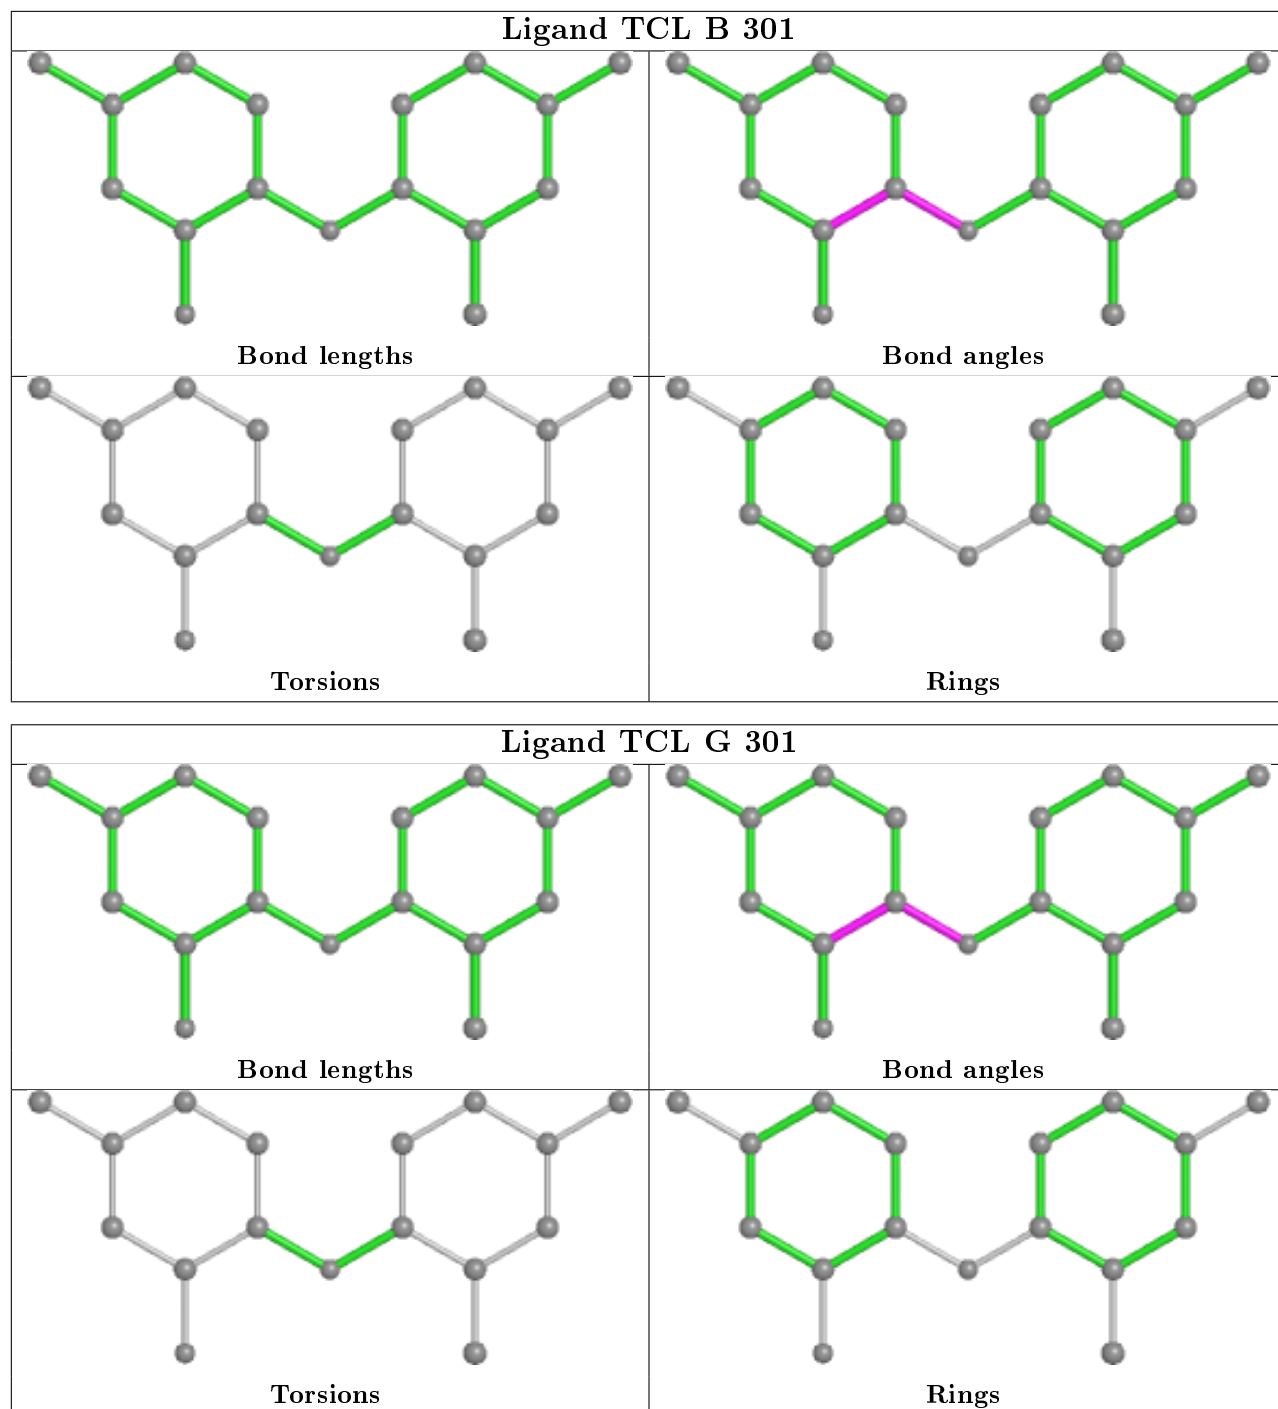 Ligand TCL B 301
Bond lengths
Bond angles
Torsions
Rings
Ligand TCL G 301
Bond lengths
Bond angles
Torsions
Rings